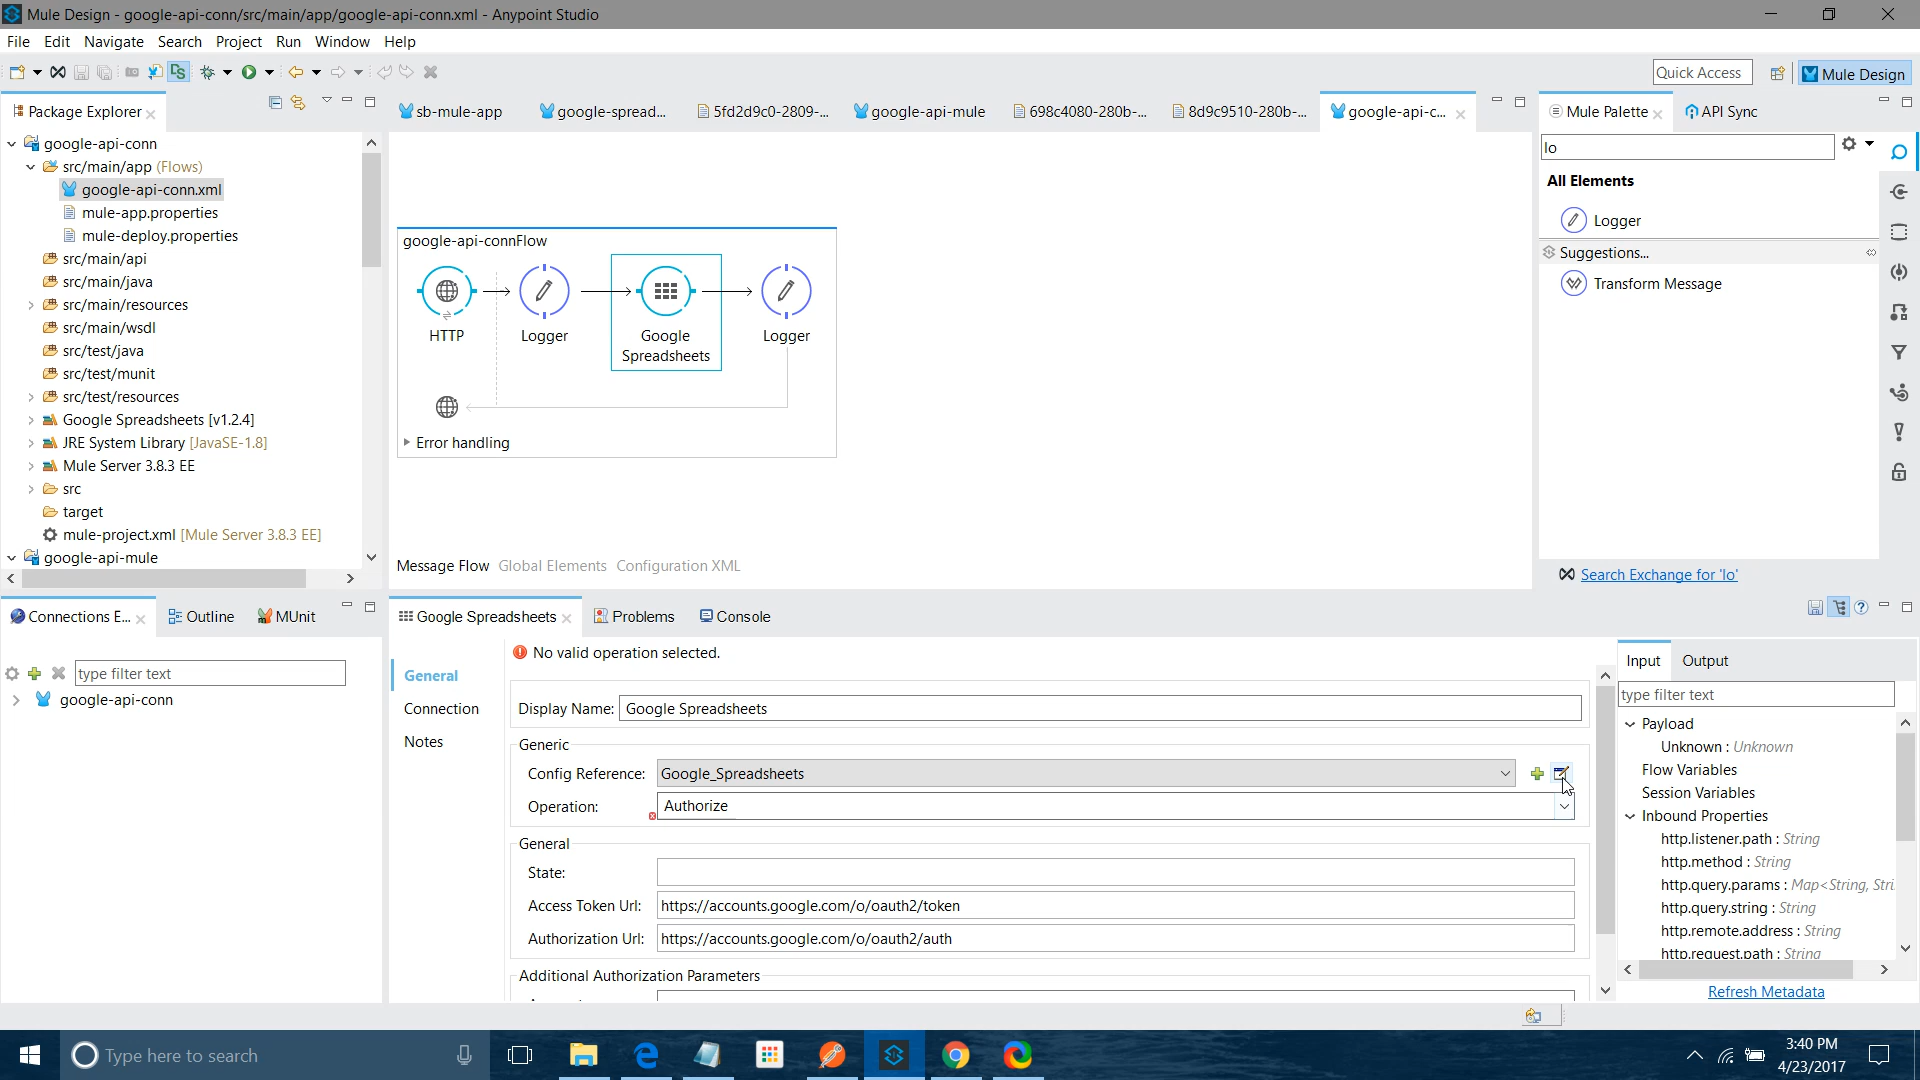 Mule Design - google-api-conn/src/main/app/google-api-conn.xml - Anypoint Studio
File Edit Navigate Search Project Run Window Help
Quick Access
Mule Design
Package Explorer
google-api-conn
src/main/app (Flows)
google-api-conn.xml
mule-app.properties
mule-deploy.properties
src/main/api
src/main/java
src/main/resources
src/main/wsdl
src/test/java
src/test/munit
src/test/resources
Google Spreadsheets [v1.2.4]
JRE System Library [JavaSE-1.8]
Mule Server 3.8.3 EE
src
target
mule-project.xml [Mule Server 3.8.3 EE]
google-api-mule
sb-mule-app google-spread... 5fd2d9c0-2809-... google-api-mule 698c4080-280b-... 8d9c9510-280b-... google-api-c...
google-api-connFlow
HTTP
Logger
Google
Spreadsheets
Logger
Error handling
Message Flow Global Elements Configuration XML
Mule Palette API Sync
lo
All Elements
Logger
Suggestions...
Transform Message
Search Exchange for 'lo'
Connections E... Outline MUnit
type filter text
google-api-conn
Google Spreadsheets Problems Console
No valid operation selected.
General
Connection
Notes
Display Name: Google Spreadsheets
Generic
Config Reference: Google_Spreadsheets
Operation: Authorize
General
State:
Access Token Url: https://accounts.google.com/o/oauth2/token
Authorization Url: https://accounts.google.com/o/oauth2/auth
Additional Authorization Parameters
Input Output
type filter text
Payload
Unknown : Unknown
Flow Variables
Session Variables
Inbound Properties
http.listener.path : String
http.method : String
http.query.params : Map<String, Stri
http.query.string : String
http.remote.address : String
http.request.path : String
Refresh Metadata
Type here to search
3:40 PM
4/23/2017